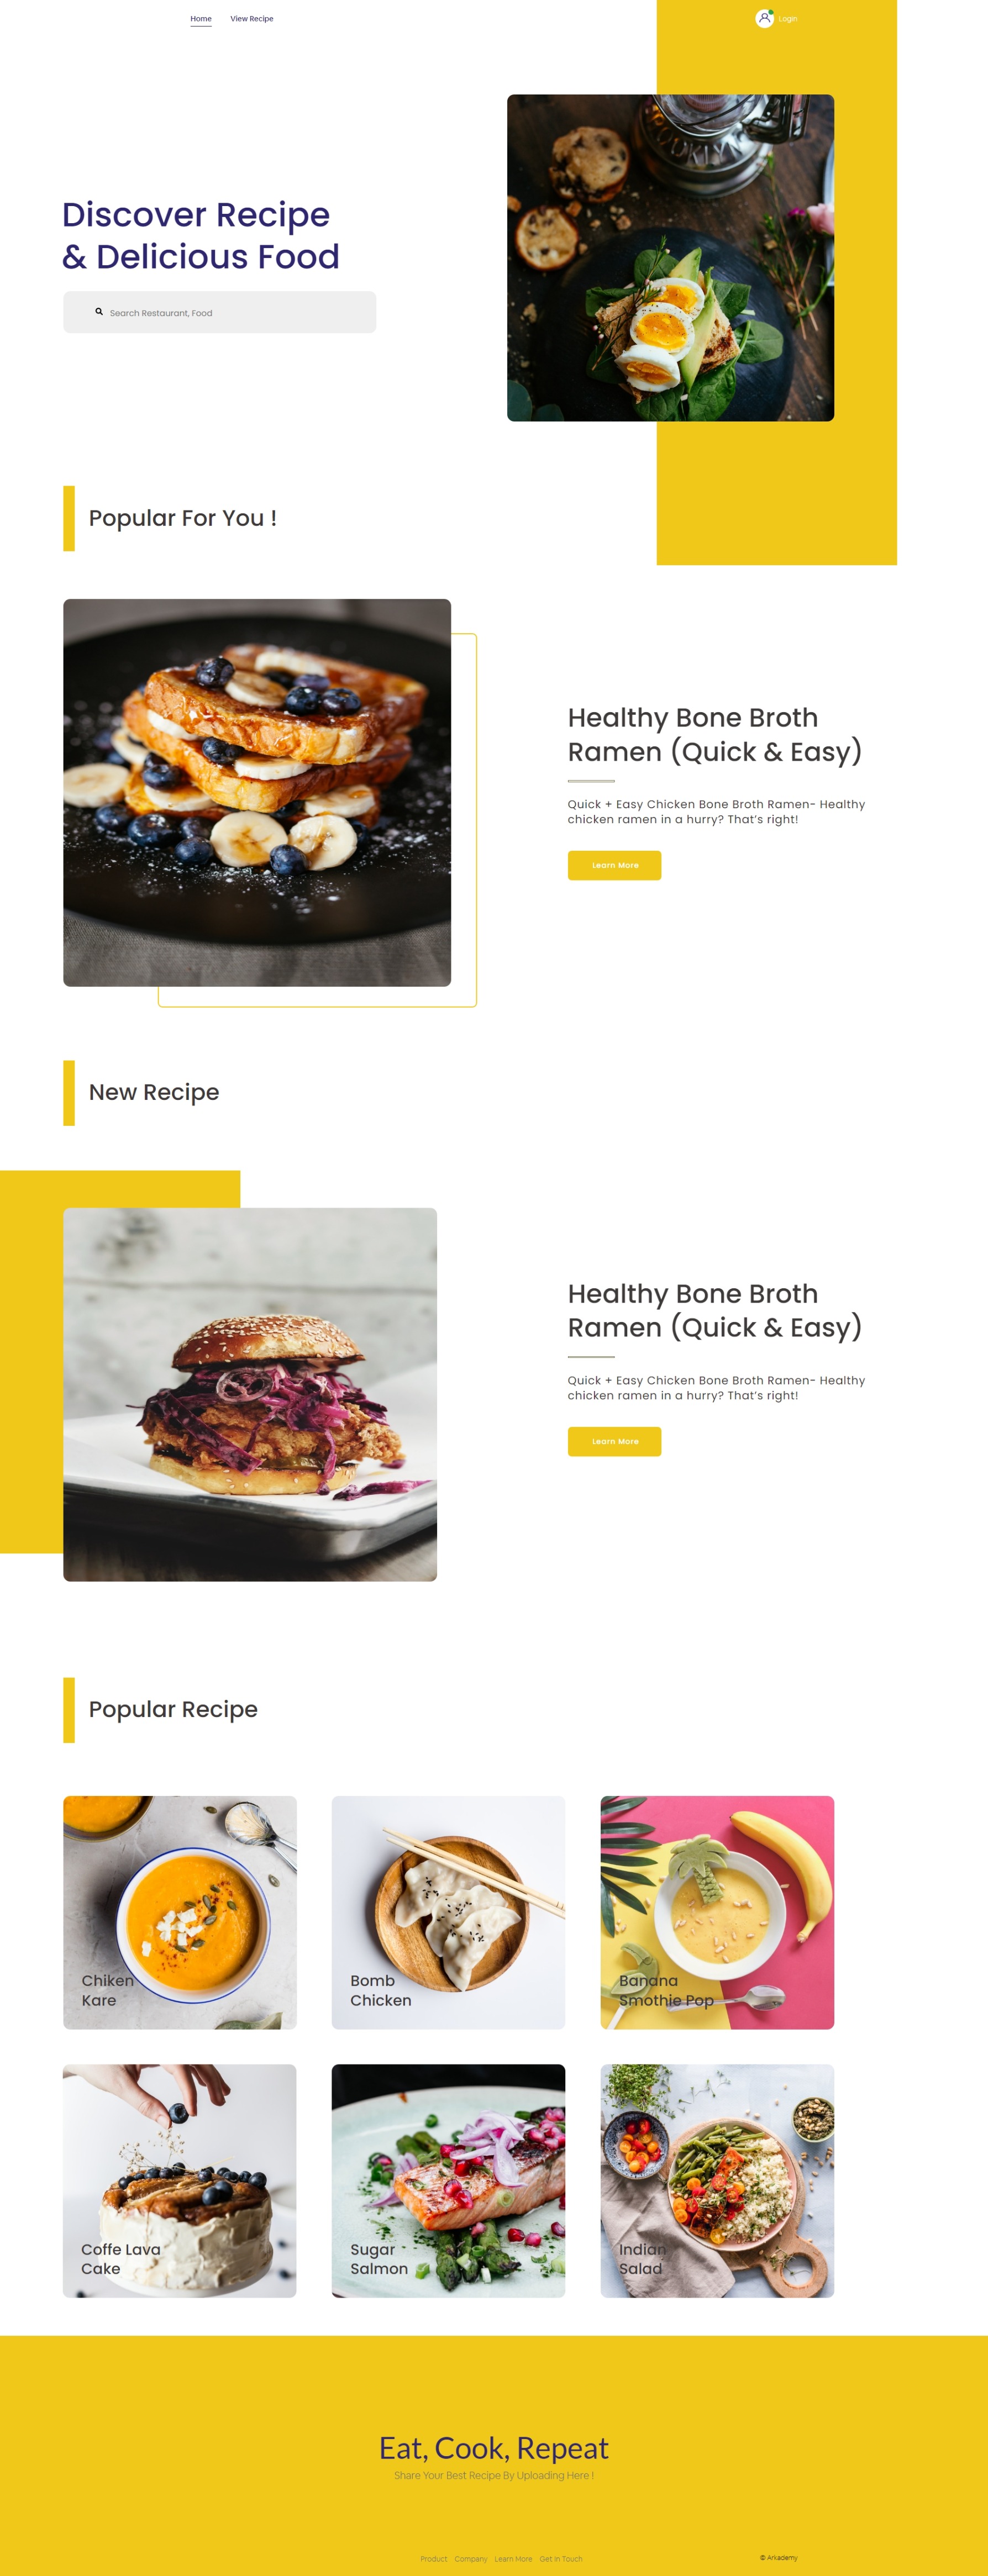 Home View Recipe Login
Discover Recipe
& Delicious Food
Search Restaurant, Food
Popular For You !
Healthy Bone Broth
Ramen (Quick & Easy)
Quick + Easy Chicken Bone Broth Ramen- Healthy
chicken ramen in a hurry? That's right!
Learn More
New Recipe
Healthy Bone Broth
Ramen (Quick & Easy)
Quick + Easy Chicken Bone Broth Ramen- Healthy
chicken ramen in a hurry? That's right!
Learn More
Popular Recipe
Chiken
Kare
Bomb
Chicken
Banana
Smothie Pop
Coffe Lava
Cake
Sugar
Salmon
Indian
Salad
Eat, Cook, Repeat
Share Your Best Recipe By Uploading Here !
Product Company Learn More Get in Touch
© Arkademy